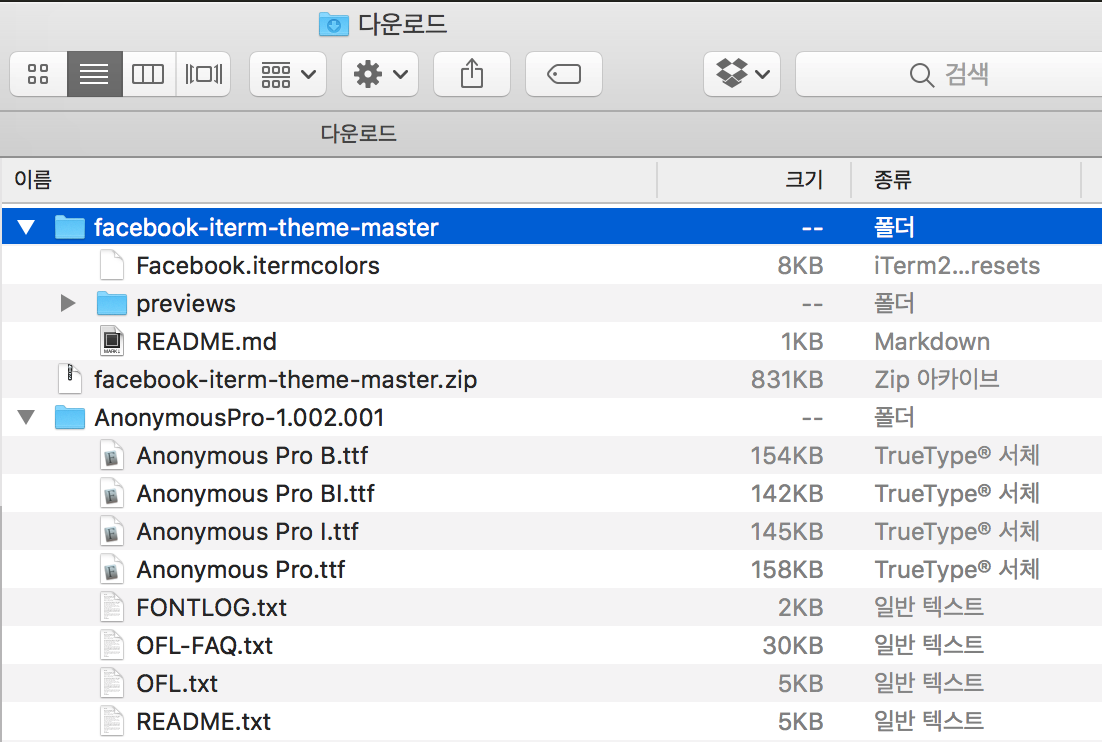 다운로드
검색
다운로드
이름 크기 종류
facebook-iterm-theme-master -- 폴더
Facebook.itermcolors 8KB iTerm2...resets
previews -- 폴더
README.md 1KB Markdown
facebook-iterm-theme-master.zip 831KB Zip 아카이브
AnonymousPro-1.002.001 -- 폴더
Anonymous Pro B.ttf 154KB TrueType® 서체
Anonymous Pro BI.ttf 142KB TrueType® 서체
Anonymous Pro I.ttf 145KB TrueType® 서체
Anonymous Pro.ttf 158KB TrueType® 서체
FONTLOG.txt 2KB 일반 텍스트
OFL-FAQ.txt 30KB 일반 텍스트
OFL.txt 5KB 일반 텍스트
README.txt 5KB 일반 텍스트